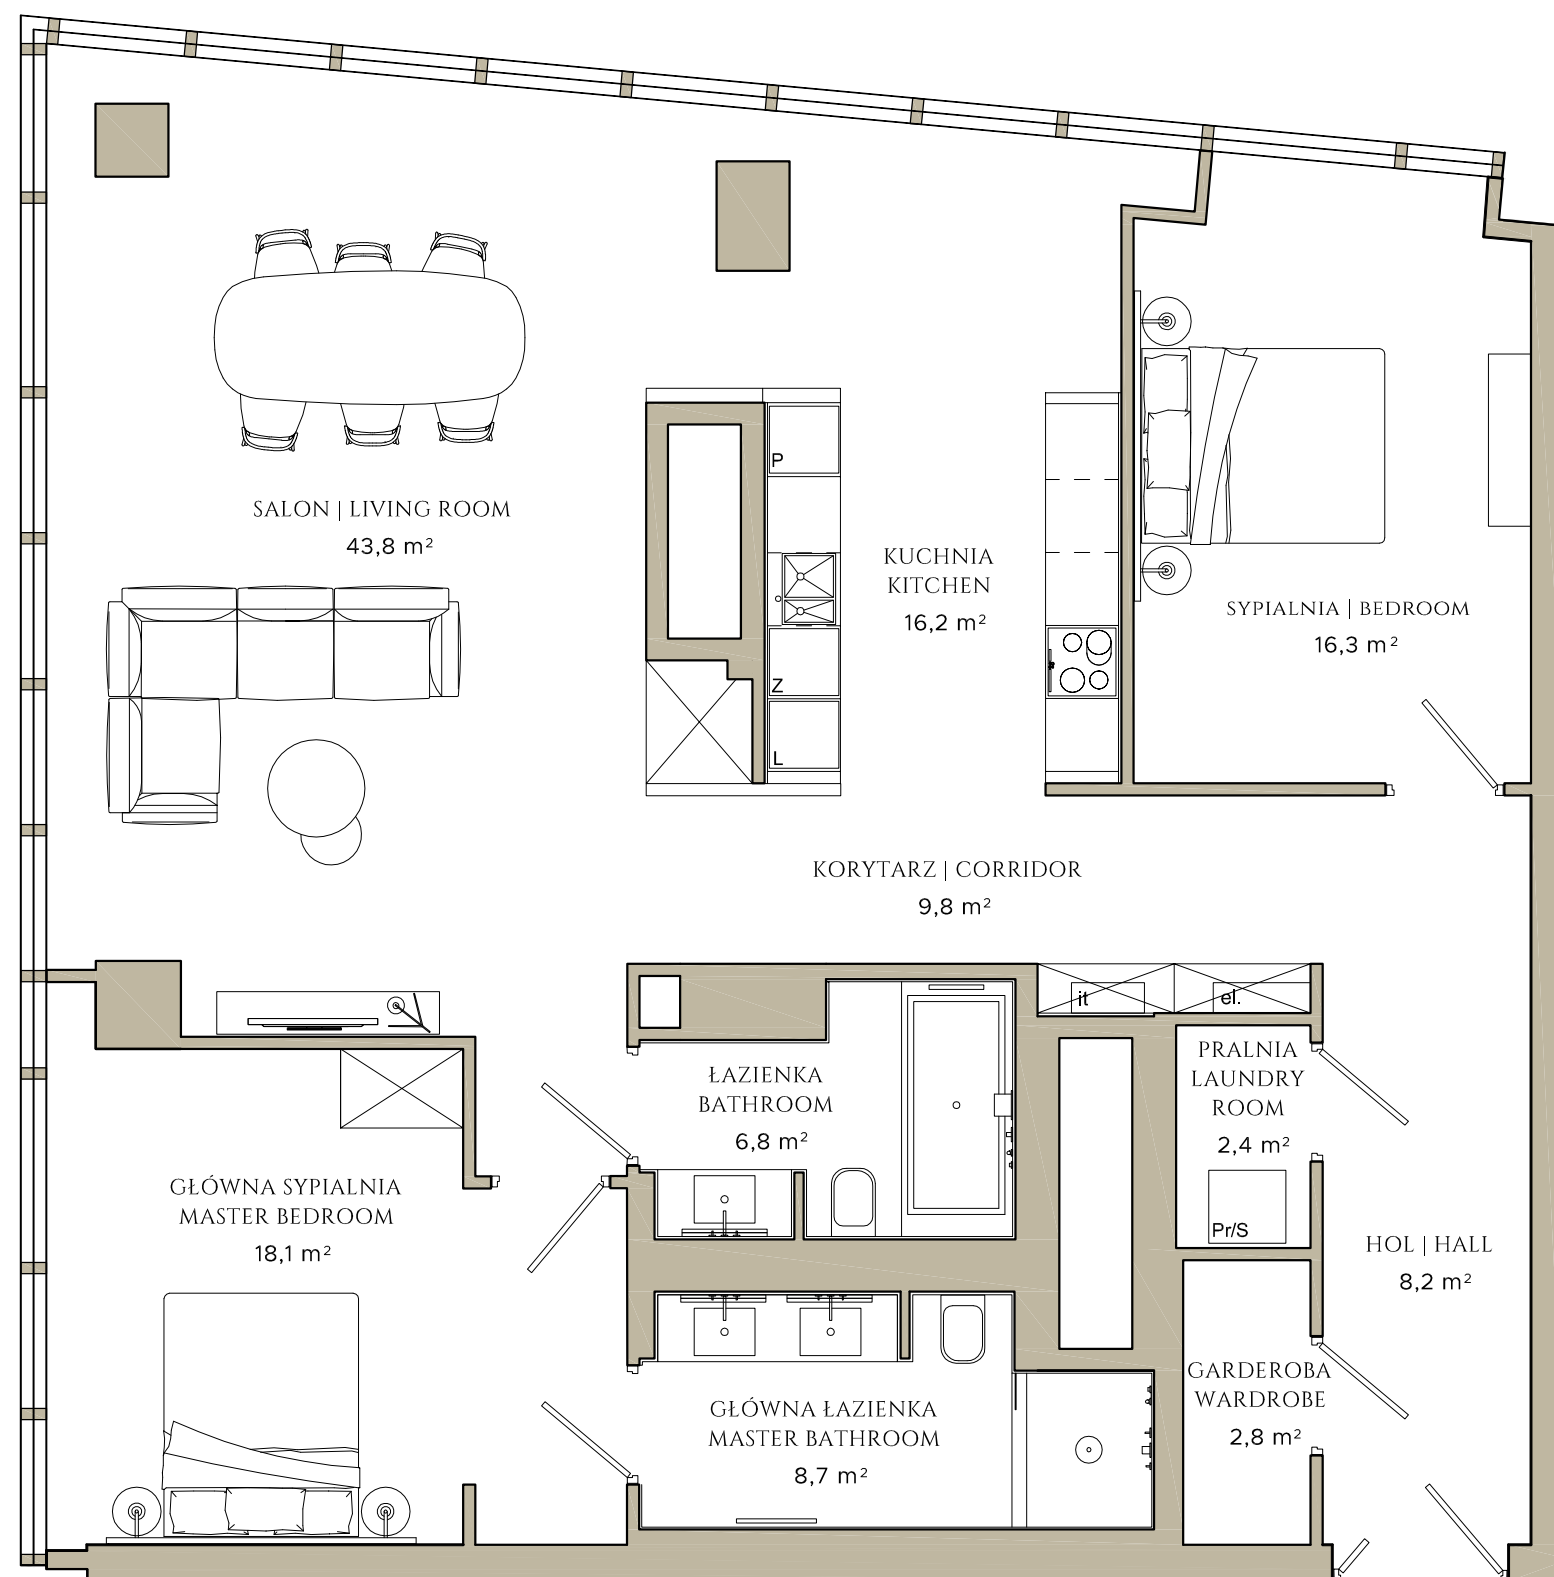 P
SALON | LIVING ROOM
43,8 m²
KUCHNIA
KITCHEN
16,2 m²
SYPIALNIA | BEDROOM
16,3 m²
Z
L
KORYTARZ | CORRIDOR
9,8 m²
it
el.
ŁAZIENKA
BATHROOM
6,8 m²
PRALNIA
LAUNDRY
ROOM
2,4 m²
Pr/S
GŁÓWNA SYPIALNIA
MASTER BEDROOM
18,1 m²
HOL | HALL
8,2 m²
GŁÓWNA ŁAZIENKA
MASTER BATHROOM
8,7 m²
GARDEROBA
WARDROBE
2,8 m²